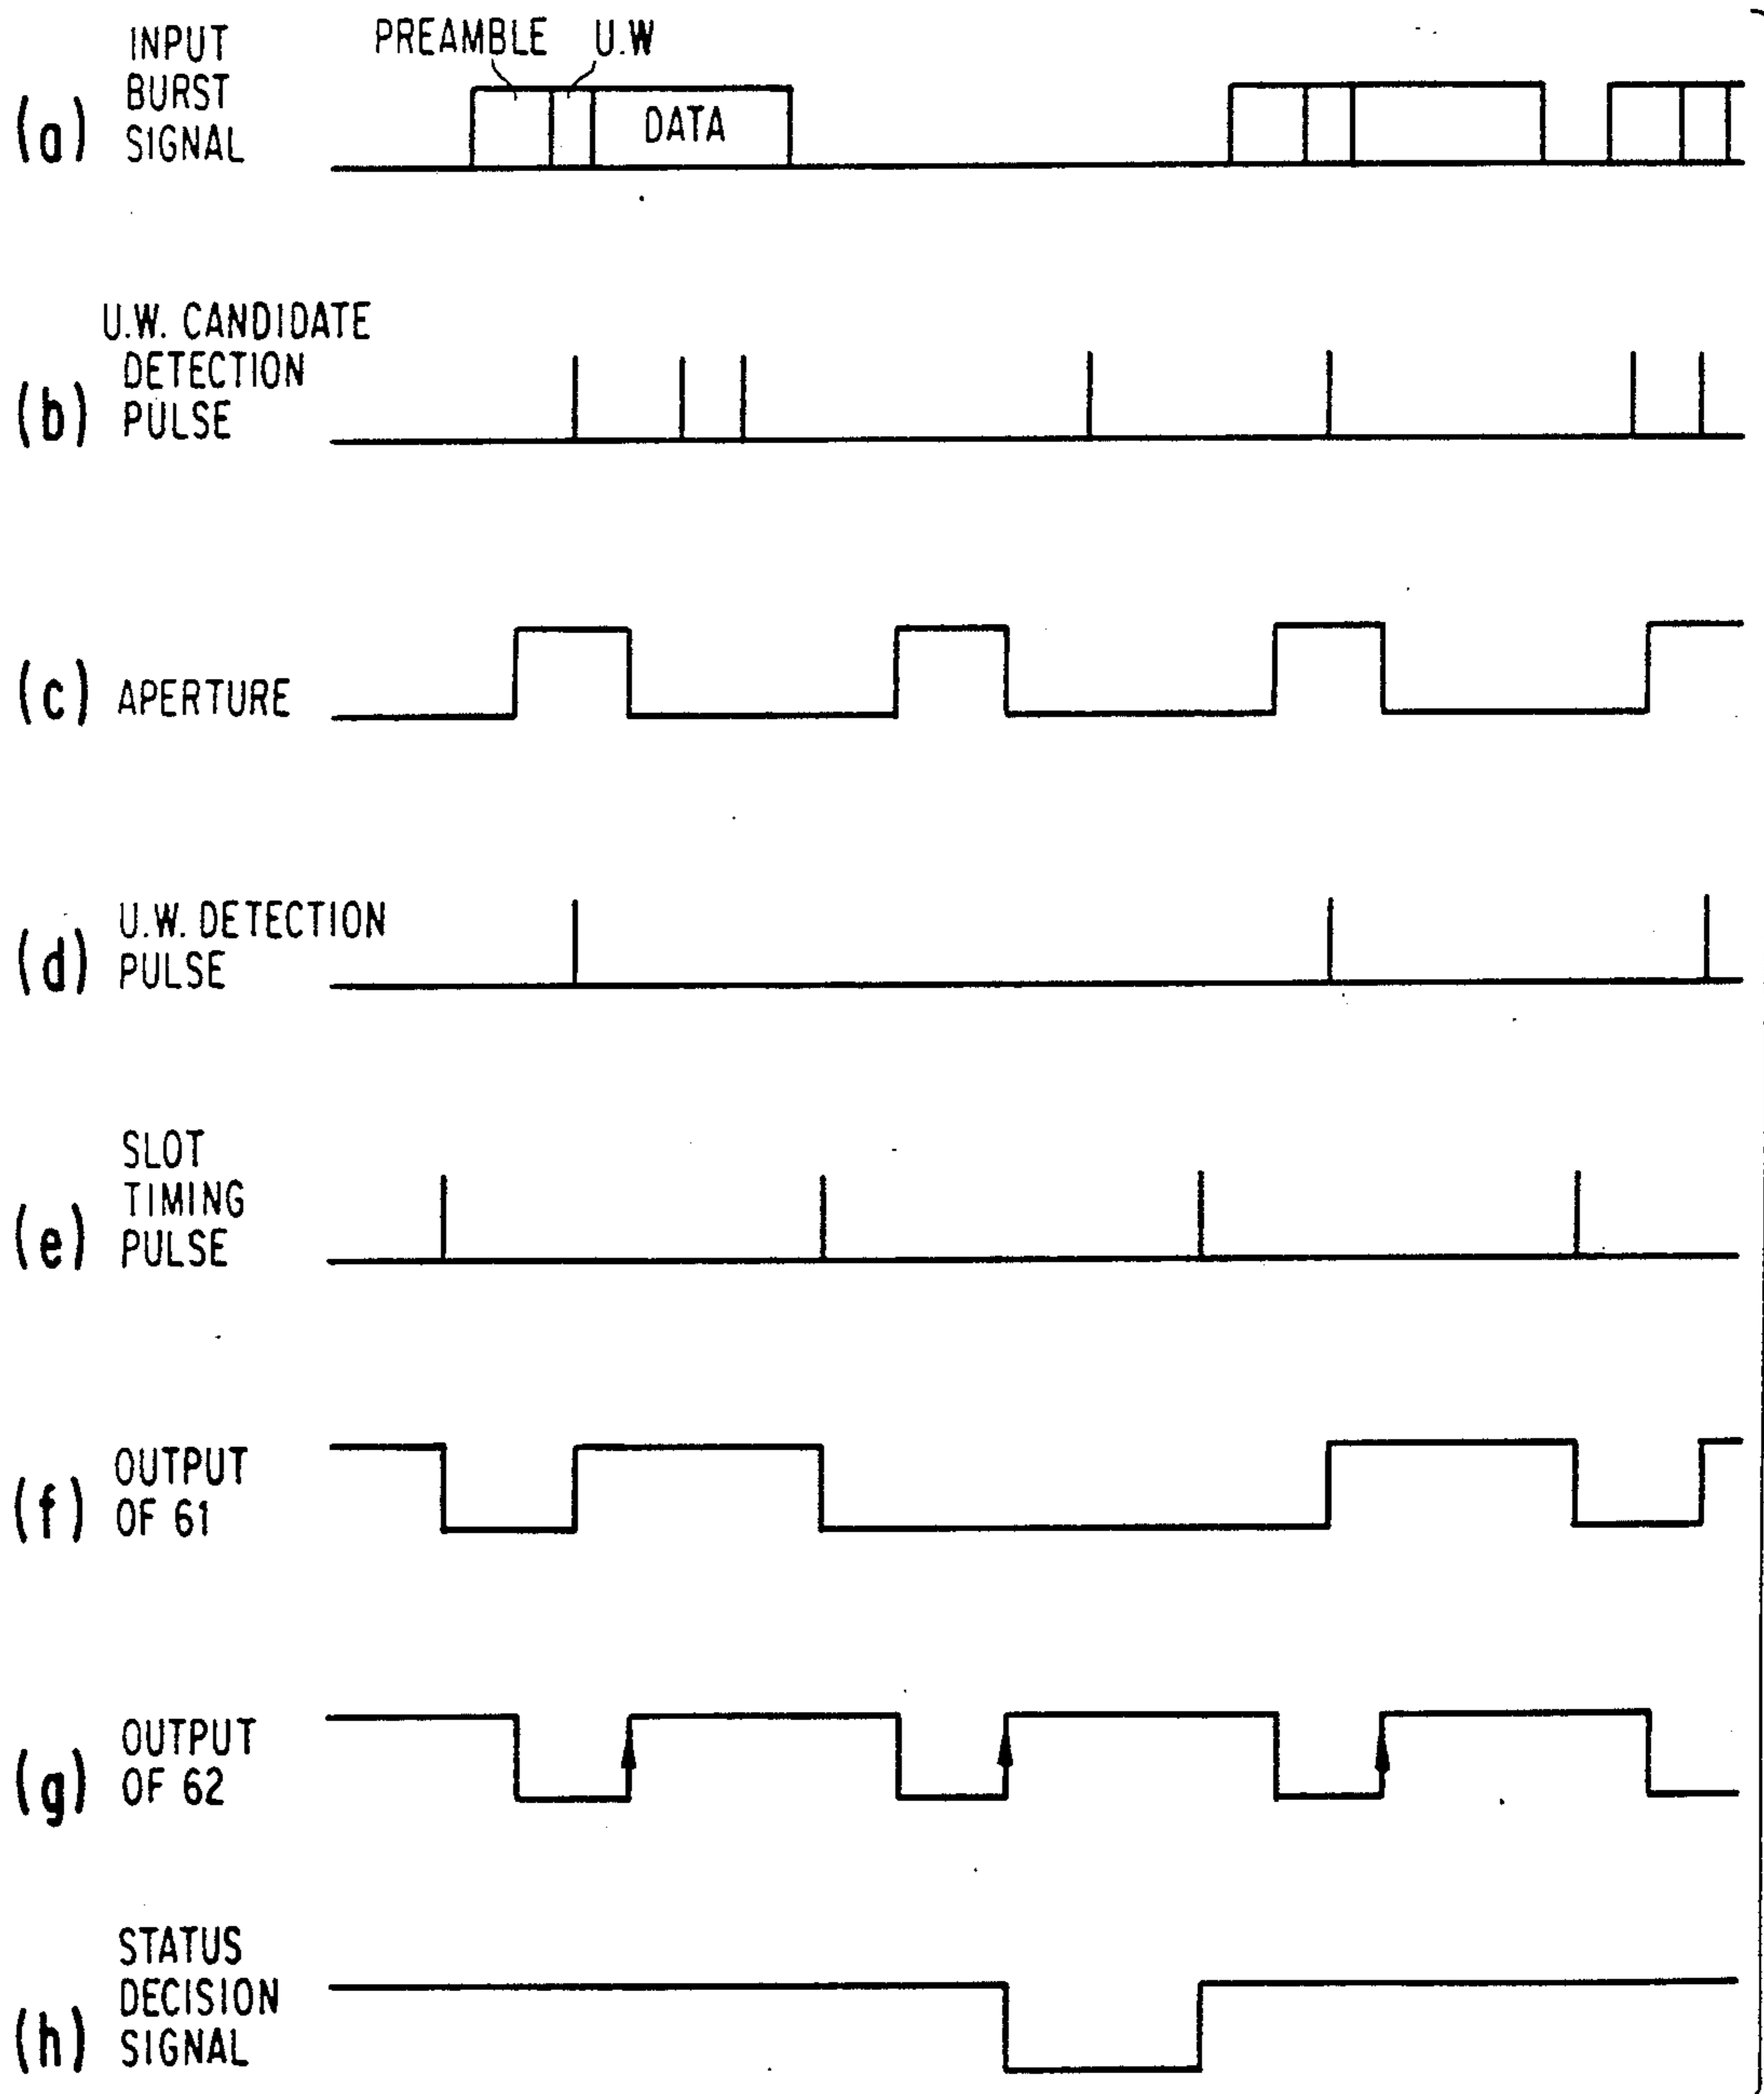 PREAMBLE U.W
(a) INPUT
BURST
SIGNAL
DATA
(b) U.W. CANDIDATE
DETECTION
PULSE
(c) APERTURE
(d) U.W. DETECTION
PULSE
(e) SLOT
TIMING
PULSE
(f) OUTPUT
OF 61
(g) OUTPUT
OF 62
(h) STATUS
DECISION
SIGNAL